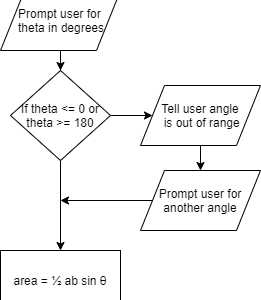 Prompt user for
theta in degrees
If theta <= 0 or
theta >= 180
Tell user angle
is out of range
Prompt user for
another angle
area = ½ ab sin θ